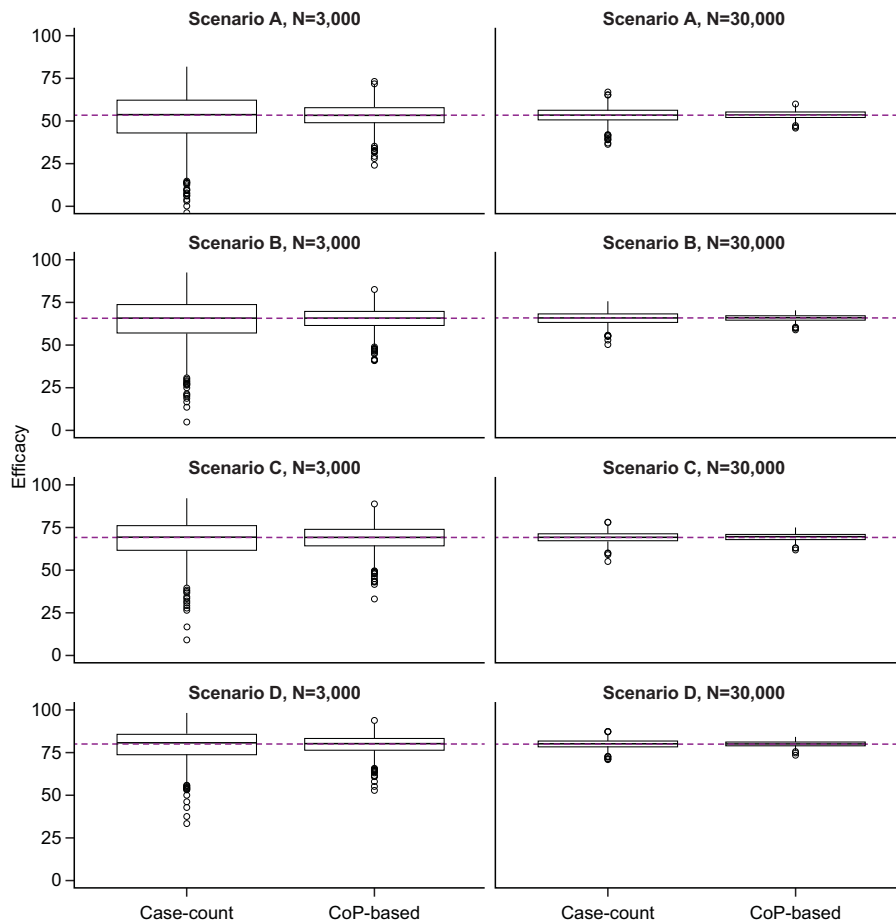 Scenario A, N=3,000
Scenario A, N=30,000
100
75
50
25
0
Scenario B, N=3,000
Scenario B, N=30,000
100
75
50
25
0
Efficacy
Scenario C, N=3,000
Scenario C, N=30,000
100
75
50
25
0
Scenario D, N=3,000
Scenario D, N=30,000
100
75
50
25
0
Case-count
CoP-based
Case-count
CoP-based